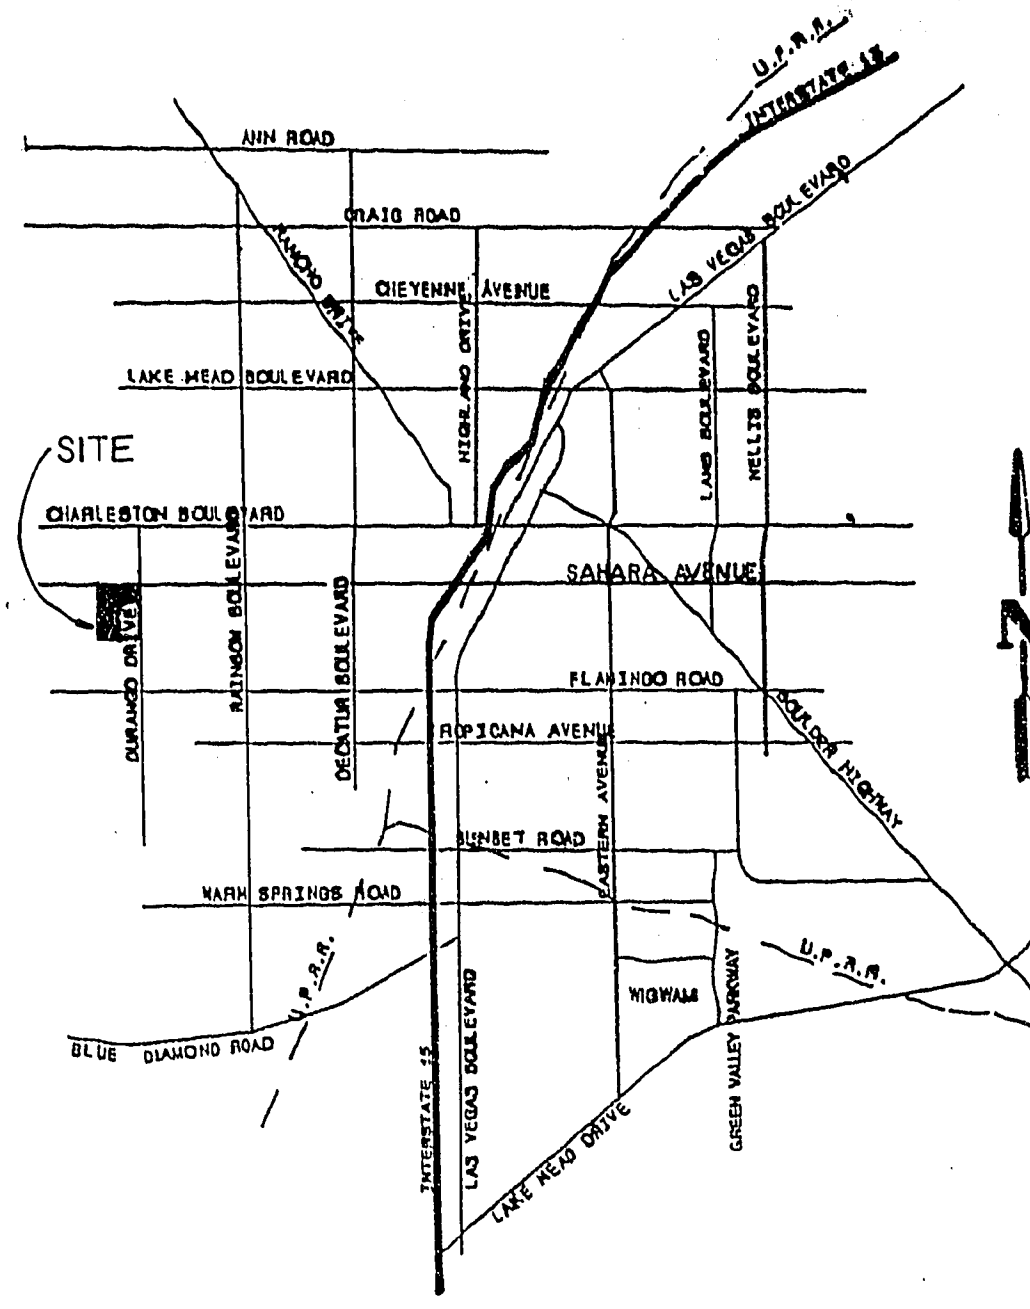 U.P.R.R.
INTERSTATE 15
ANN ROAD
LAS VEGAS BOULEVARD
CRAIG ROAD
RANCHO DRIVE
CHEYENNE AVENUE
HIGHLAND DRIVE
LAKE MEAD BOULEVARD
LAMB BOULEVARD
NELLIS BOULEVARD
SITE
CHARLESTON BOULEVARD
SAHARA AVENUE
DURANGO DRIVE
RAINBOW BOULEVARD
DECATUR BOULEVARD
FLAMINGO ROAD
TROPICANA AVENUE
BOULDER HIGHWAY
EASTERN AVENUE
SUNSET ROAD
WARM SPRINGS ROAD
U.P.R.R.
U.P.R.R.
WIGWAM
GREEN VALLEY PARKWAY
BLUE DIAMOND ROAD
INTERSTATE 15
LAS VEGAS BOULEVARD
LAKE MEAD DRIVE